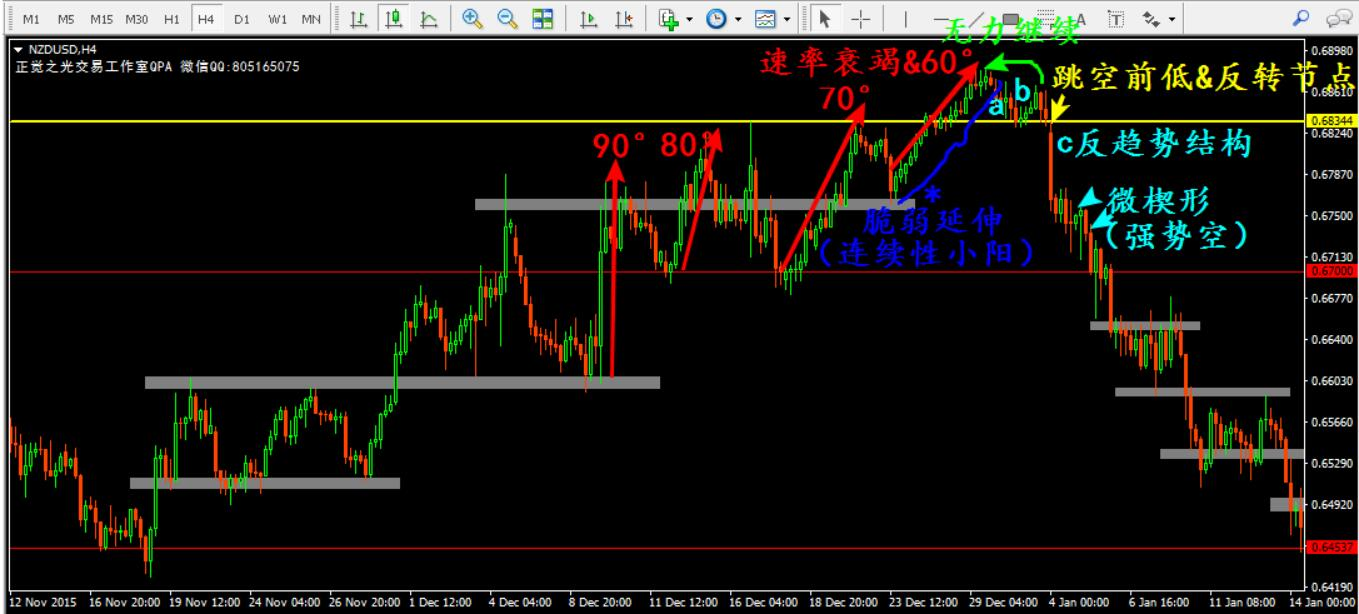 M1 M5 M15 M30 H1 H4 D1 W1 MN
A T
NZDUSD,H4
正觉之光交易工作室QPA 微信QQ:805165075
无力继续
速率衰竭&60°
跳空前低&反转节点
70°
a b
90° 80°
c反趋势结构
*
微楔形
(强势空)
脆弱延伸
(连续性小阳)
0.68980
0.68610
0.68344
0.68240
0.67870
0.67500
0.67130
0.67000
0.66770
0.66400
0.66030
0.65660
0.65290
0.64920
0.64537
0.64190
12 Nov 2015 16 Nov 20:00 19 Nov 12:00 24 Nov 04:00 26 Nov 20:00 1 Dec 12:00 4 Dec 04:00 8 Dec 20:00 11 Dec 12:00 16 Dec 04:00 18 Dec 20:00 23 Dec 12:00 29 Dec 04:00 4 Jan 00:00 6 Jan 16:00 11 Jan 08:00 14 Jan 00:00